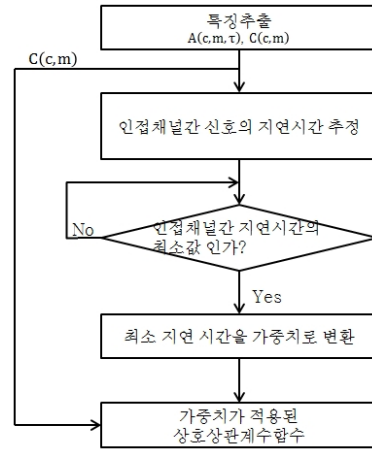 특징추출
A(c,m,τ), C(c,m)
C(c,m)
인접채널간 신호의 지연시간 추정
인접채널간 지연시간의
최소값 인가?
No
Yes
최소 지연 시간을 가중치로 변환
가중치가 적용된
상호상관계수합수